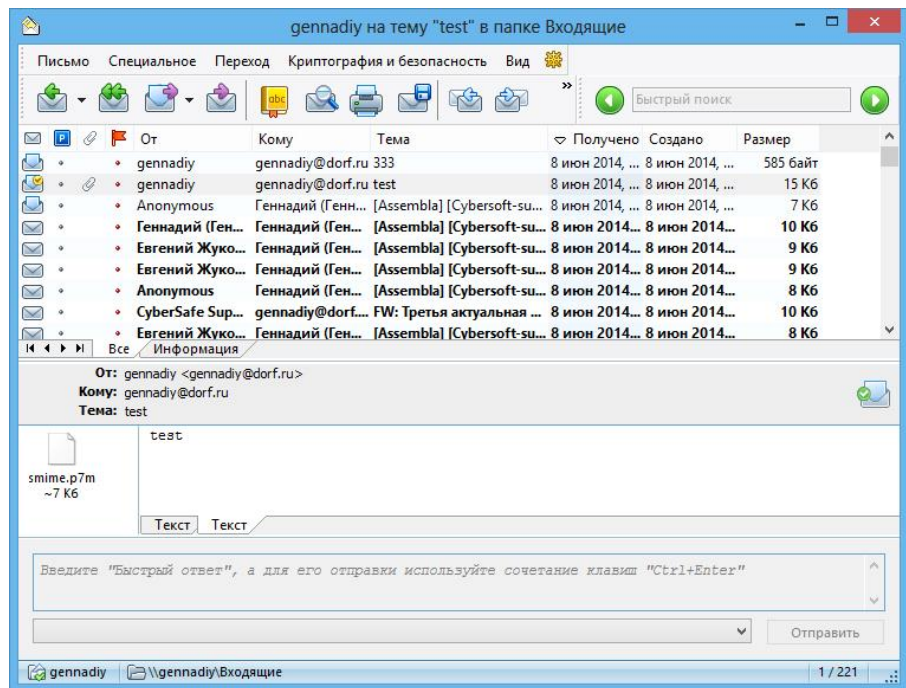 gennadiy на тему "test" в папке Входящие
Письмо Специальное Переход Криптография и безопасность Вид
abc » Быстрый поиск
P От Кому Тема Получено Создано Размер
gennadiy gennadiy@dorf.ru 333 8 июн 2014, ... 8 июн 2014, ... 585 байт
gennadiy gennadiy@dorf.ru test 8 июн 2014, ... 8 июн 2014, ... 15 Кб
Anonymous Геннадий (Генн... [Assembla] [Cybersoft-su... 8 июн 2014, ... 8 июн 2014, ... 7 Кб
Геннадий (Ген... Геннадий (Ген... [Assembla] [Cybersoft-su... 8 июн 2014... 8 июн 2014... 10 Кб
Евгений Жуко... Геннадий (Ген... [Assembla] [Cybersoft-su... 8 июн 2014... 8 июн 2014... 9 Кб
Евгений Жуко... Геннадий (Ген... [Assembla] [Cybersoft-su... 8 июн 2014... 8 июн 2014... 9 Кб
Anonymous Геннадий (Ген... [Assembla] [Cybersoft-su... 8 июн 2014... 8 июн 2014... 8 Кб
CyberSafe Sup... gennadiy@dorf.... FW: Третья актуальная ... 8 июн 2014... 8 июн 2014... 10 Кб
Евгений Жуко... Геннадий (Ген... [Assembla] [Cybersoft-su... 8 июн 2014... 8 июн 2014... 8 Кб
Все Информация
От: gennadiy <gennadiy@dorf.ru>
Кому: gennadiy@dorf.ru
Тема: test
test
smime.p7m
~7 Кб
Текст Текст
Введите "Быстрый ответ", а для его отправки используйте сочетание клавиш "Ctrl+Enter"
Отправить
gennadiy \\gennadiy\Входящие 1 / 221